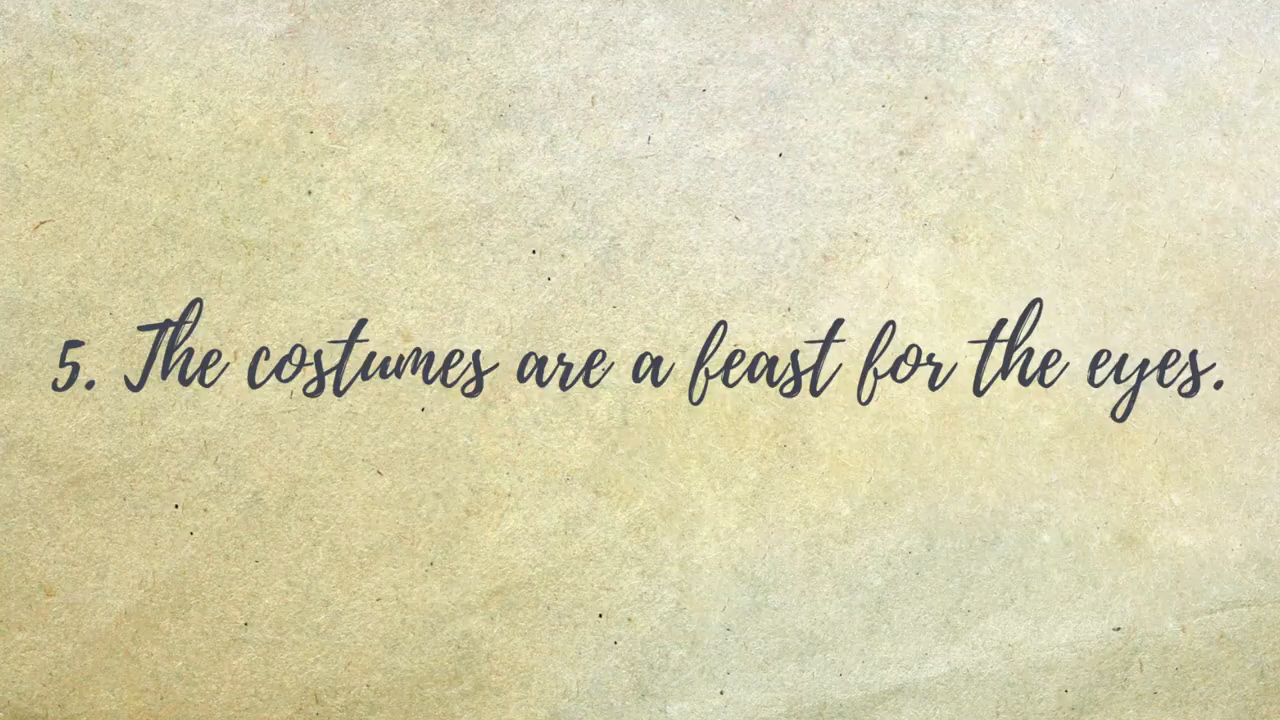 5. The costumes are a feast for the eyes.